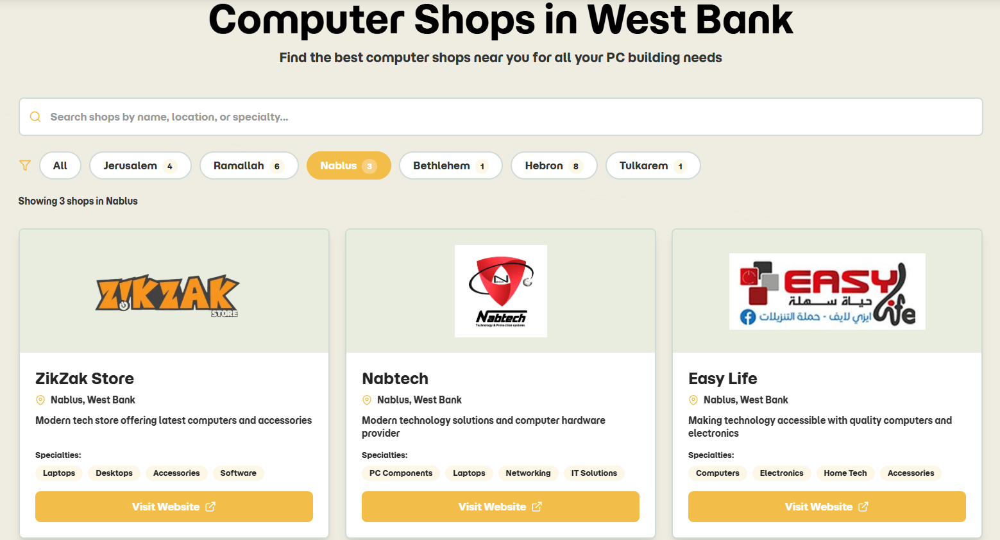 Computer Shops in West Bank
Find the best computer shops near you for all your PC building needs
Search shops by name, location, or specialty...
All
Jerusalem 4
Ramallah 6
Nablus 3
Bethlehem 1
Hebron 8
Tulkarem 1
Showing 3 shops in Nablus
ZIKZAK
STORE
ZikZak Store
Nablus, West Bank
Modern tech store offering latest computers and accessories
Specialties:
Laptops
Desktops
Accessories
Software
Visit Website
N
Nabtech
Technology & Protection systems
Nabtech
Nablus, West Bank
Modern technology solutions and computer hardware
provider
Specialties:
PC Components
Laptops
Networking
IT Solutions
Visit Website
EASY
life
حياة سهلة
ايزي لايف - حملة التنزيلات
Easy Life
Nablus, West Bank
Making technology accessible with quality computers and
electronics
Specialties:
Computers
Electronics
Home Tech
Accessories
Visit Website